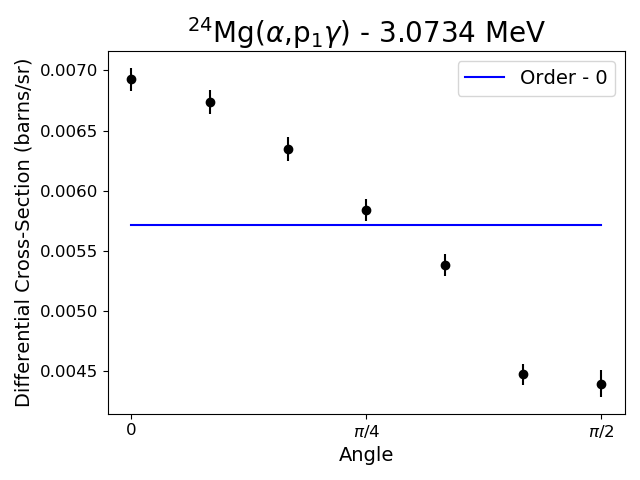 ²⁴Mg(α,p₁γ) - 3.0734 MeV
Order - 0
Differential Cross-Section (barns/sr)
0.0070
0.0065
0.0060
0.0055
0.0050
0.0045
0 π/4 π/2
Angle